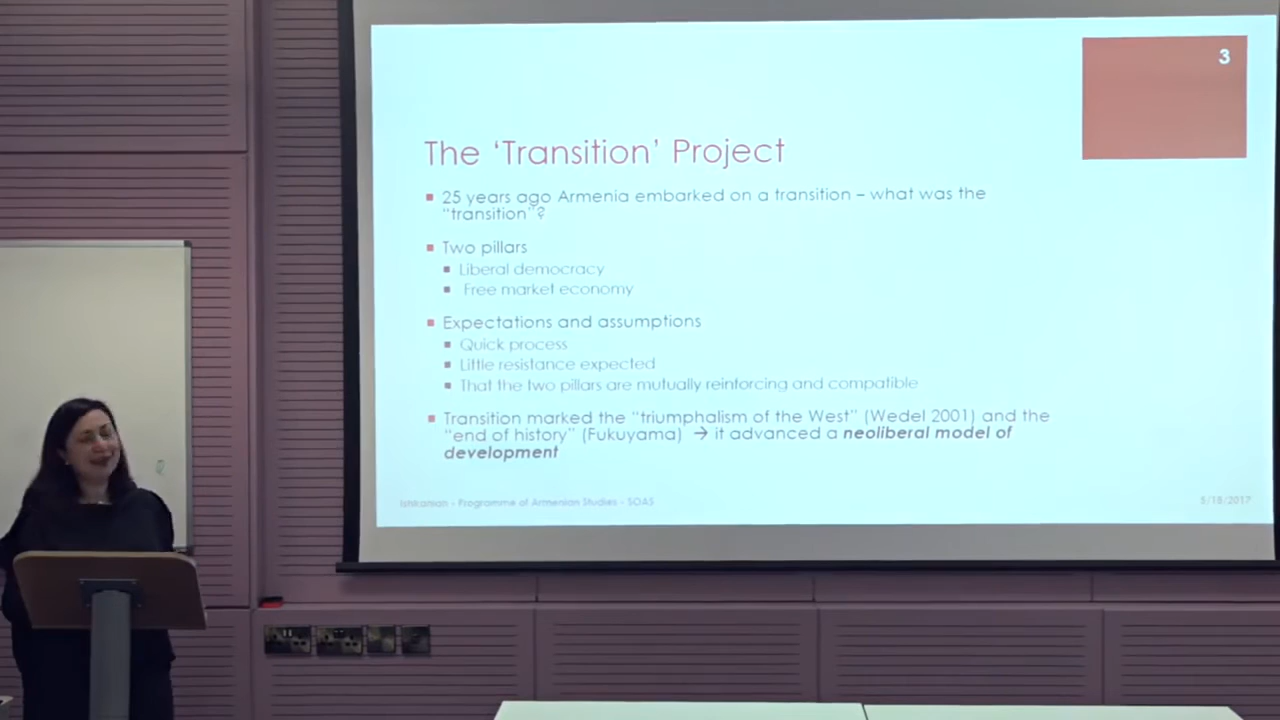 3
The ‘Transition’ Project
25 years ago Armenia embarked on a transition – what was the
“transition”?
Two pillars
Liberal democracy
Free market economy
Expectations and assumptions
Quick process
Little resistance expected
That the two pillars are mutually reinforcing and compatible
Transition marked the “triumphalism of the West” (Wedel 2001) and the
“end of history” (Fukuyama) → it advanced a neoliberal model of
development
Ishkanian - Programme of Armenian Studies - SOAS
5/18/2017